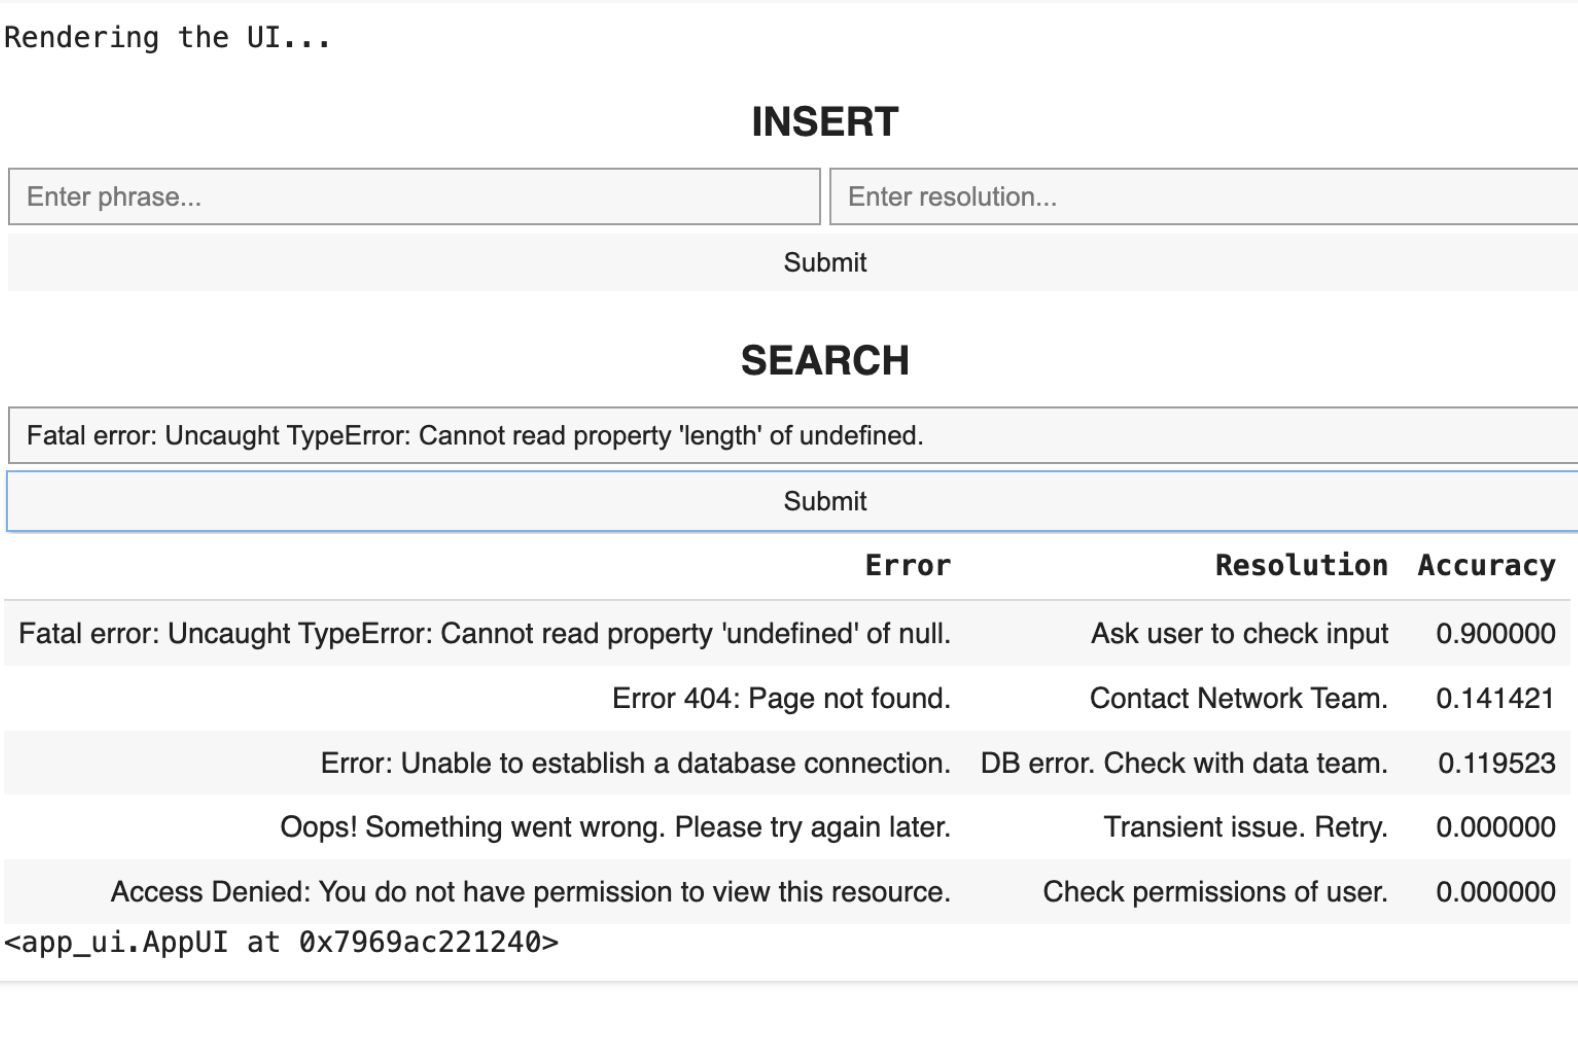 Rendering the UI...
INSERT
Enter phrase... Enter resolution...
Submit
SEARCH
Fatal error: Uncaught TypeError: Cannot read property 'length' of undefined.
Submit
Error Resolution Accuracy
Fatal error: Uncaught TypeError: Cannot read property 'undefined' of null. Ask user to check input 0.900000
Error 404: Page not found. Contact Network Team. 0.141421
Error: Unable to establish a database connection. DB error. Check with data team. 0.119523
Oops! Something went wrong. Please try again later. Transient issue. Retry. 0.000000
Access Denied: You do not have permission to view this resource. Check permissions of user. 0.000000
<app_ui.AppUI at 0x7969ac221240>